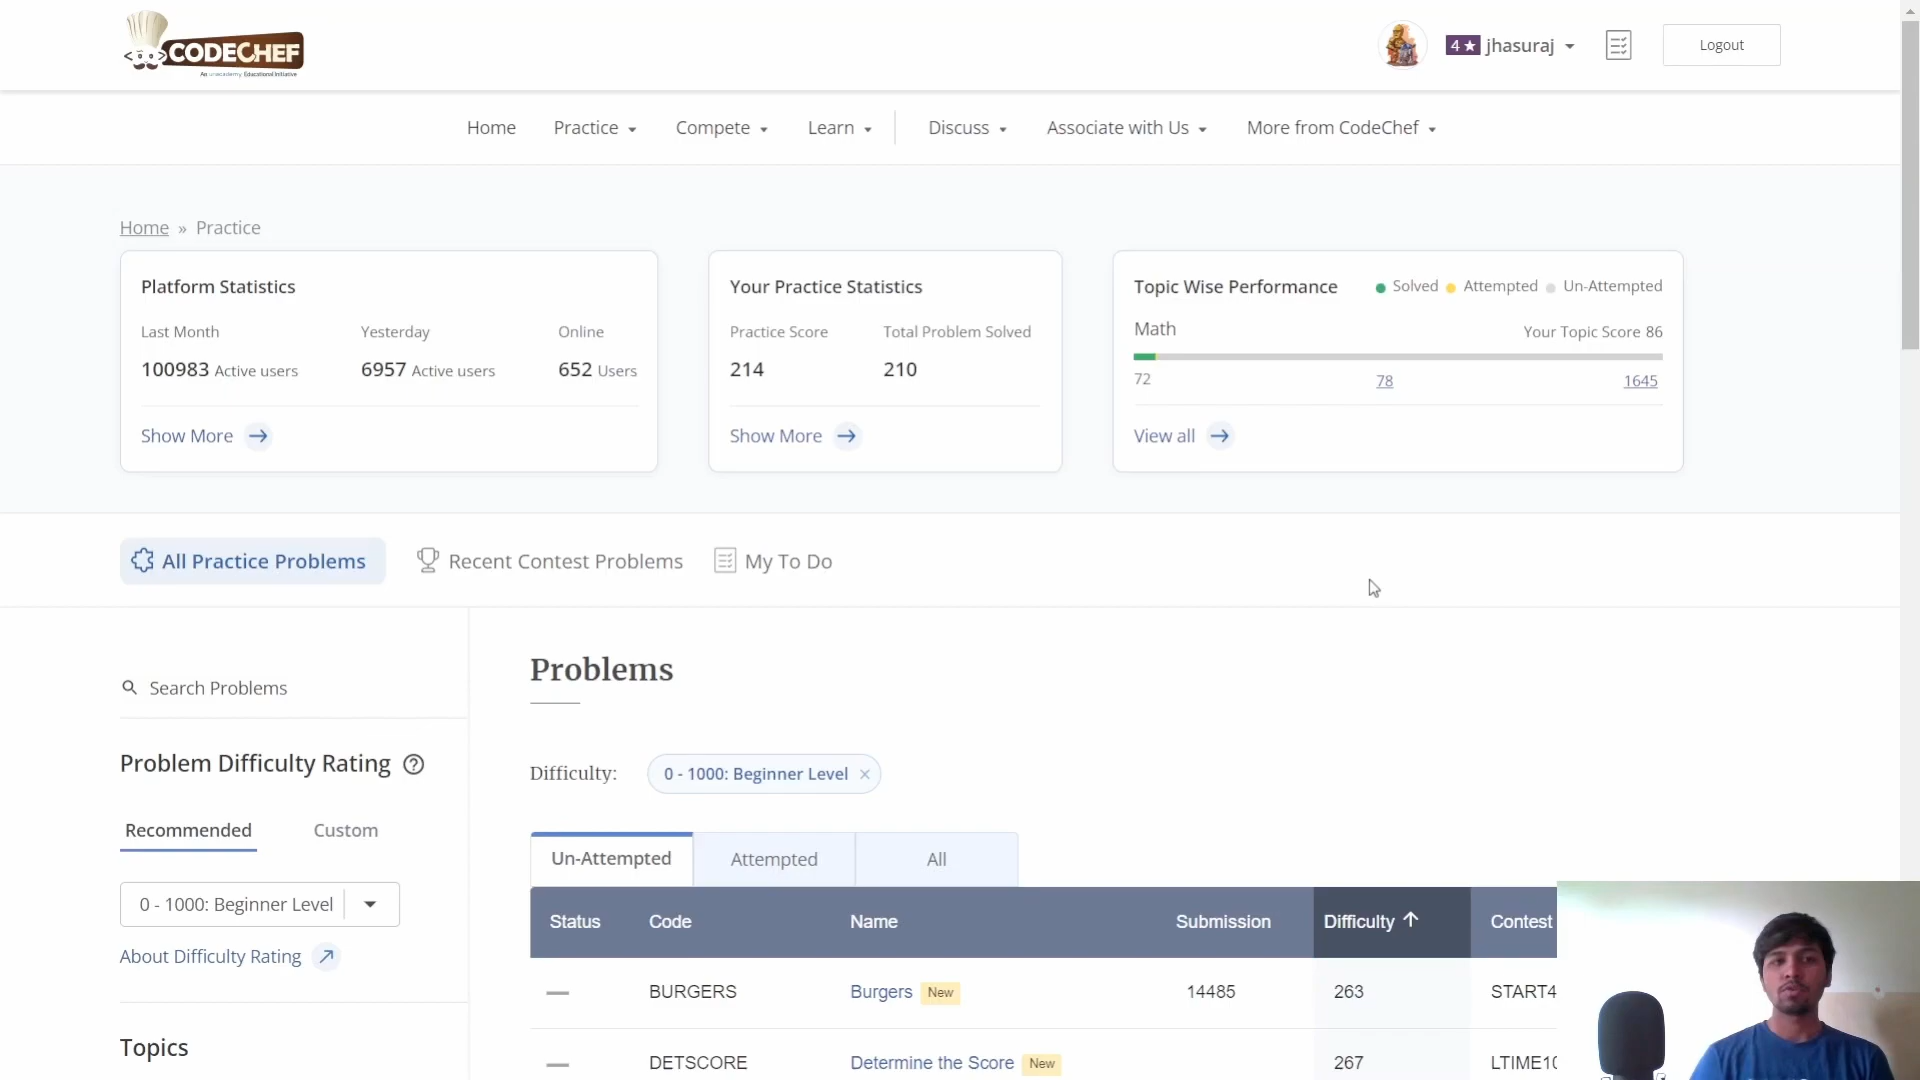 CODECHEF
An unacademy Educational Initiative
4★ jhasuraj
Logout
Home Practice Compete Learn Discuss Associate with Us More from CodeChef
Home » Practice
Platform Statistics
Last Month Yesterday Online
100983 Active users 6957 Active users 652 Users
Show More
Your Practice Statistics
Practice Score Total Problem Solved
214 210
Show More
Topic Wise Performance Solved Attempted Un-Attempted
Math Your Topic Score 86
72 78 1645
View all
All Practice Problems Recent Contest Problems My To Do
Search Problems
Problem Difficulty Rating
Recommended Custom
0 - 1000: Beginner Level
About Difficulty Rating
Topics
Problems
Difficulty: 0 - 1000: Beginner Level ×
Un-Attempted Attempted All
Status Code Name Submission Difficulty Contest
— BURGERS Burgers New 14485 263 START4
— DETSCORE Determine the Score New 267 LTIME10